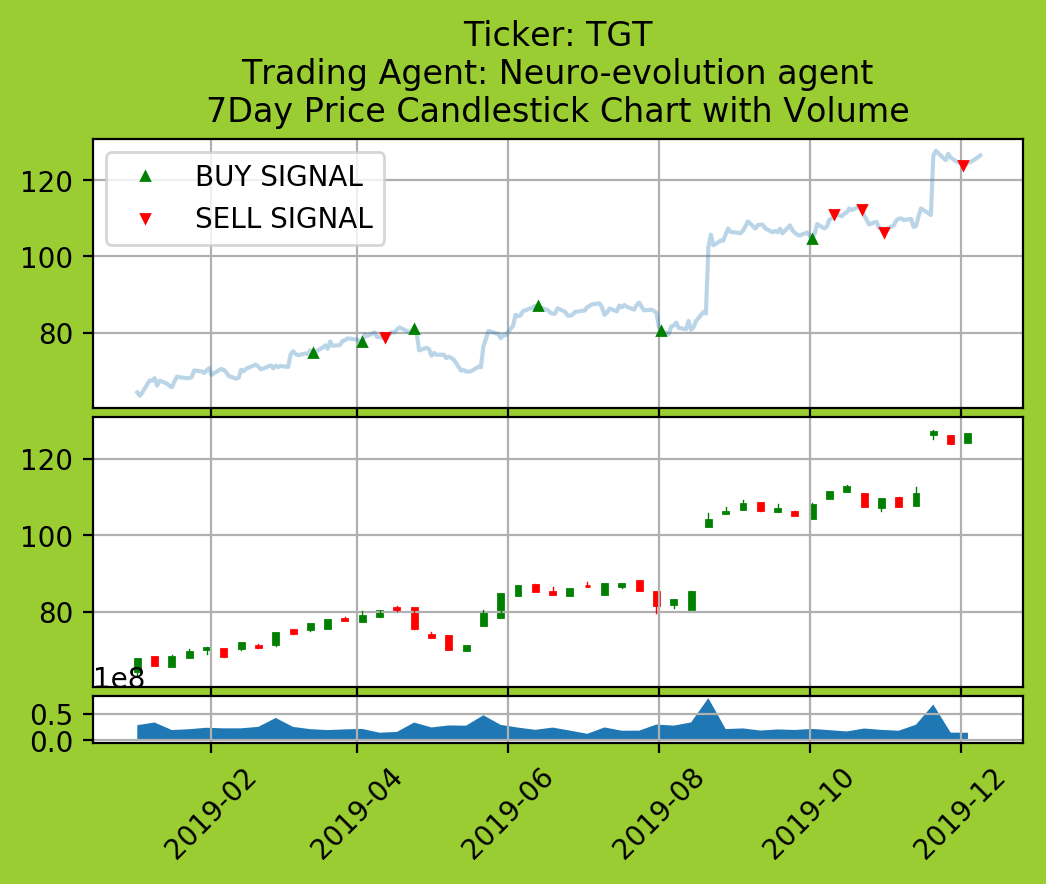 Ticker: TGT
Trading Agent: Neuro-evolution agent
7Day Price Candlestick Chart with Volume
BUY SIGNAL
SELL SIGNAL
120
100
80
120
100
80
1e8
0.5
0.0
2019-02
2019-04
2019-06
2019-08
2019-10
2019-12